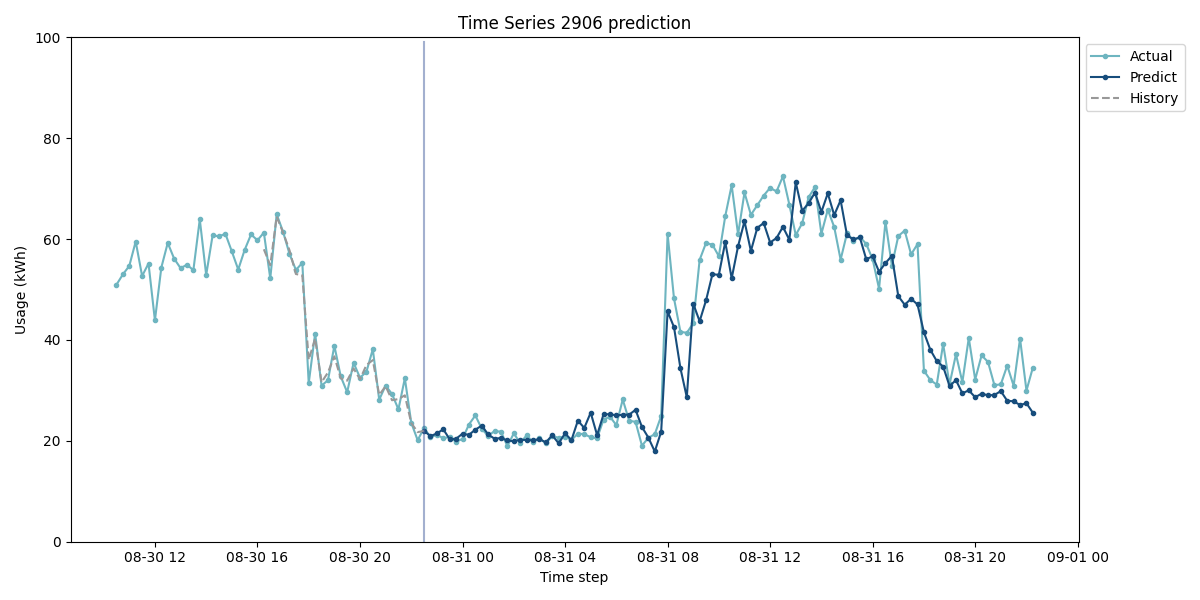 Time Series 2906 prediction
Usage (kWh)
100
80
60
40
20
0
08-30 12
08-30 16
08-30 20
08-31 00
08-31 04
08-31 08
08-31 12
08-31 16
08-31 20
09-01 00
Time step
Actual
Predict
History